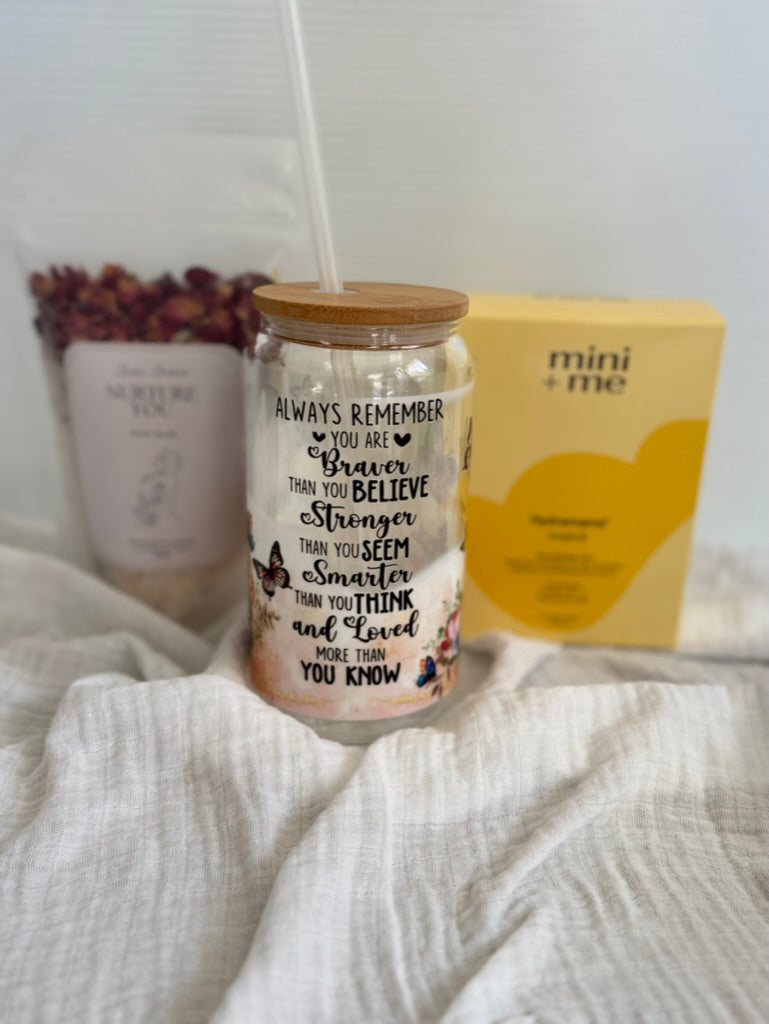 NURTURE
YOU
ALWAYS REMEMBER
YOU ARE
Braver
THAN YOU BELIEVE
Stronger
THAN YOU SEEM
Smarter
THAN YOU THINK
and Loved
MORE THAN
YOU KNOW
mini
+ me
Hydramama